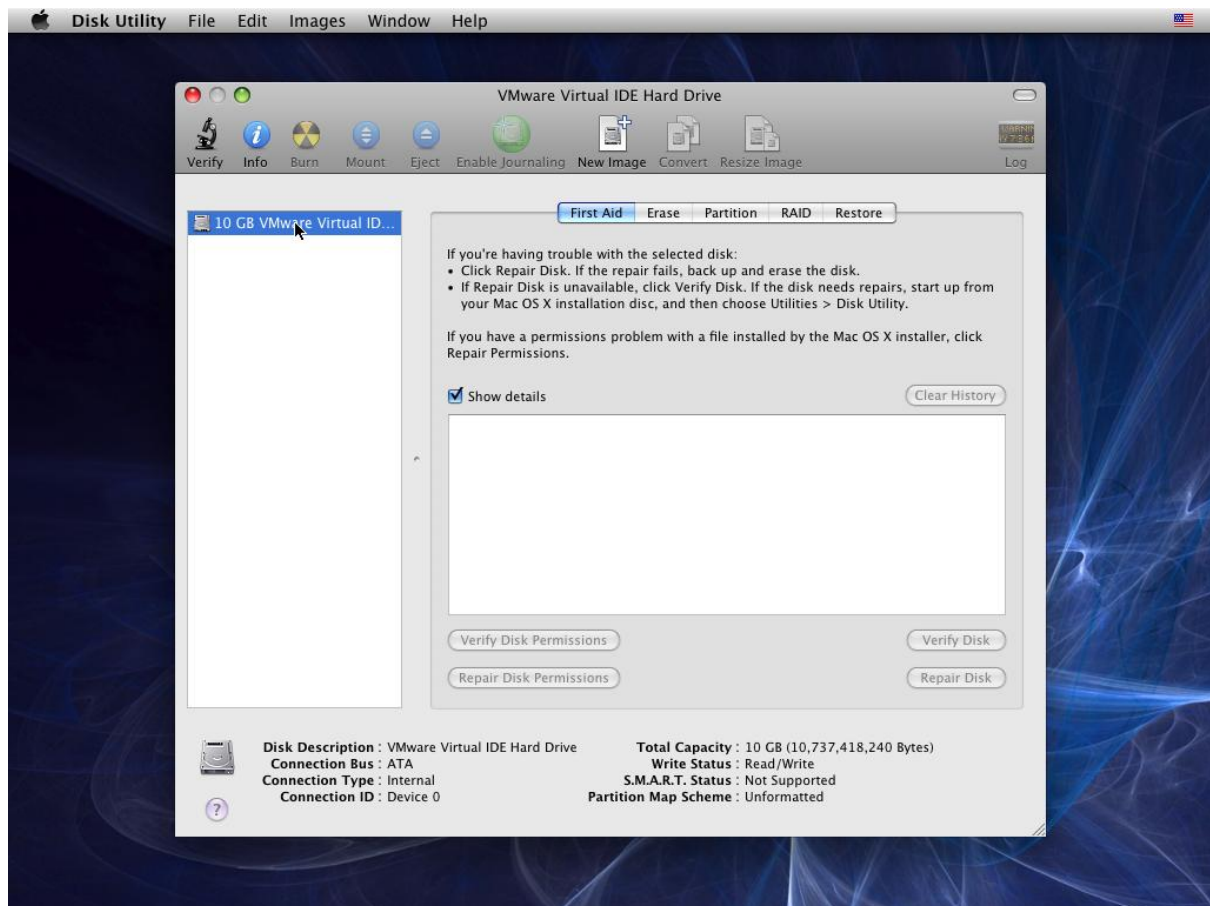 Disk Utility File Edit Images Window Help
VMware Virtual IDE Hard Drive
Verify Info Burn Mount Eject Enable Journaling New Image Convert Resize Image Log
10 GB VMware Virtual ID...
First Aid Erase Partition RAID Restore
If you're having trouble with the selected disk:
• Click Repair Disk. If the repair fails, back up and erase the disk.
• If Repair Disk is unavailable, click Verify Disk. If the disk needs repairs, start up from
your Mac OS X installation disc, and then choose Utilities > Disk Utility.
If you have a permissions problem with a file installed by the Mac OS X installer, click
Repair Permissions.
Show details
Clear History
Verify Disk Permissions Verify Disk
Repair Disk Permissions Repair Disk
Disk Description : VMware Virtual IDE Hard Drive Total Capacity : 10 GB (10,737,418,240 Bytes)
Connection Bus : ATA Write Status : Read/Write
Connection Type : Internal S.M.A.R.T. Status : Not Supported
Connection ID : Device 0 Partition Map Scheme : Unformatted
?